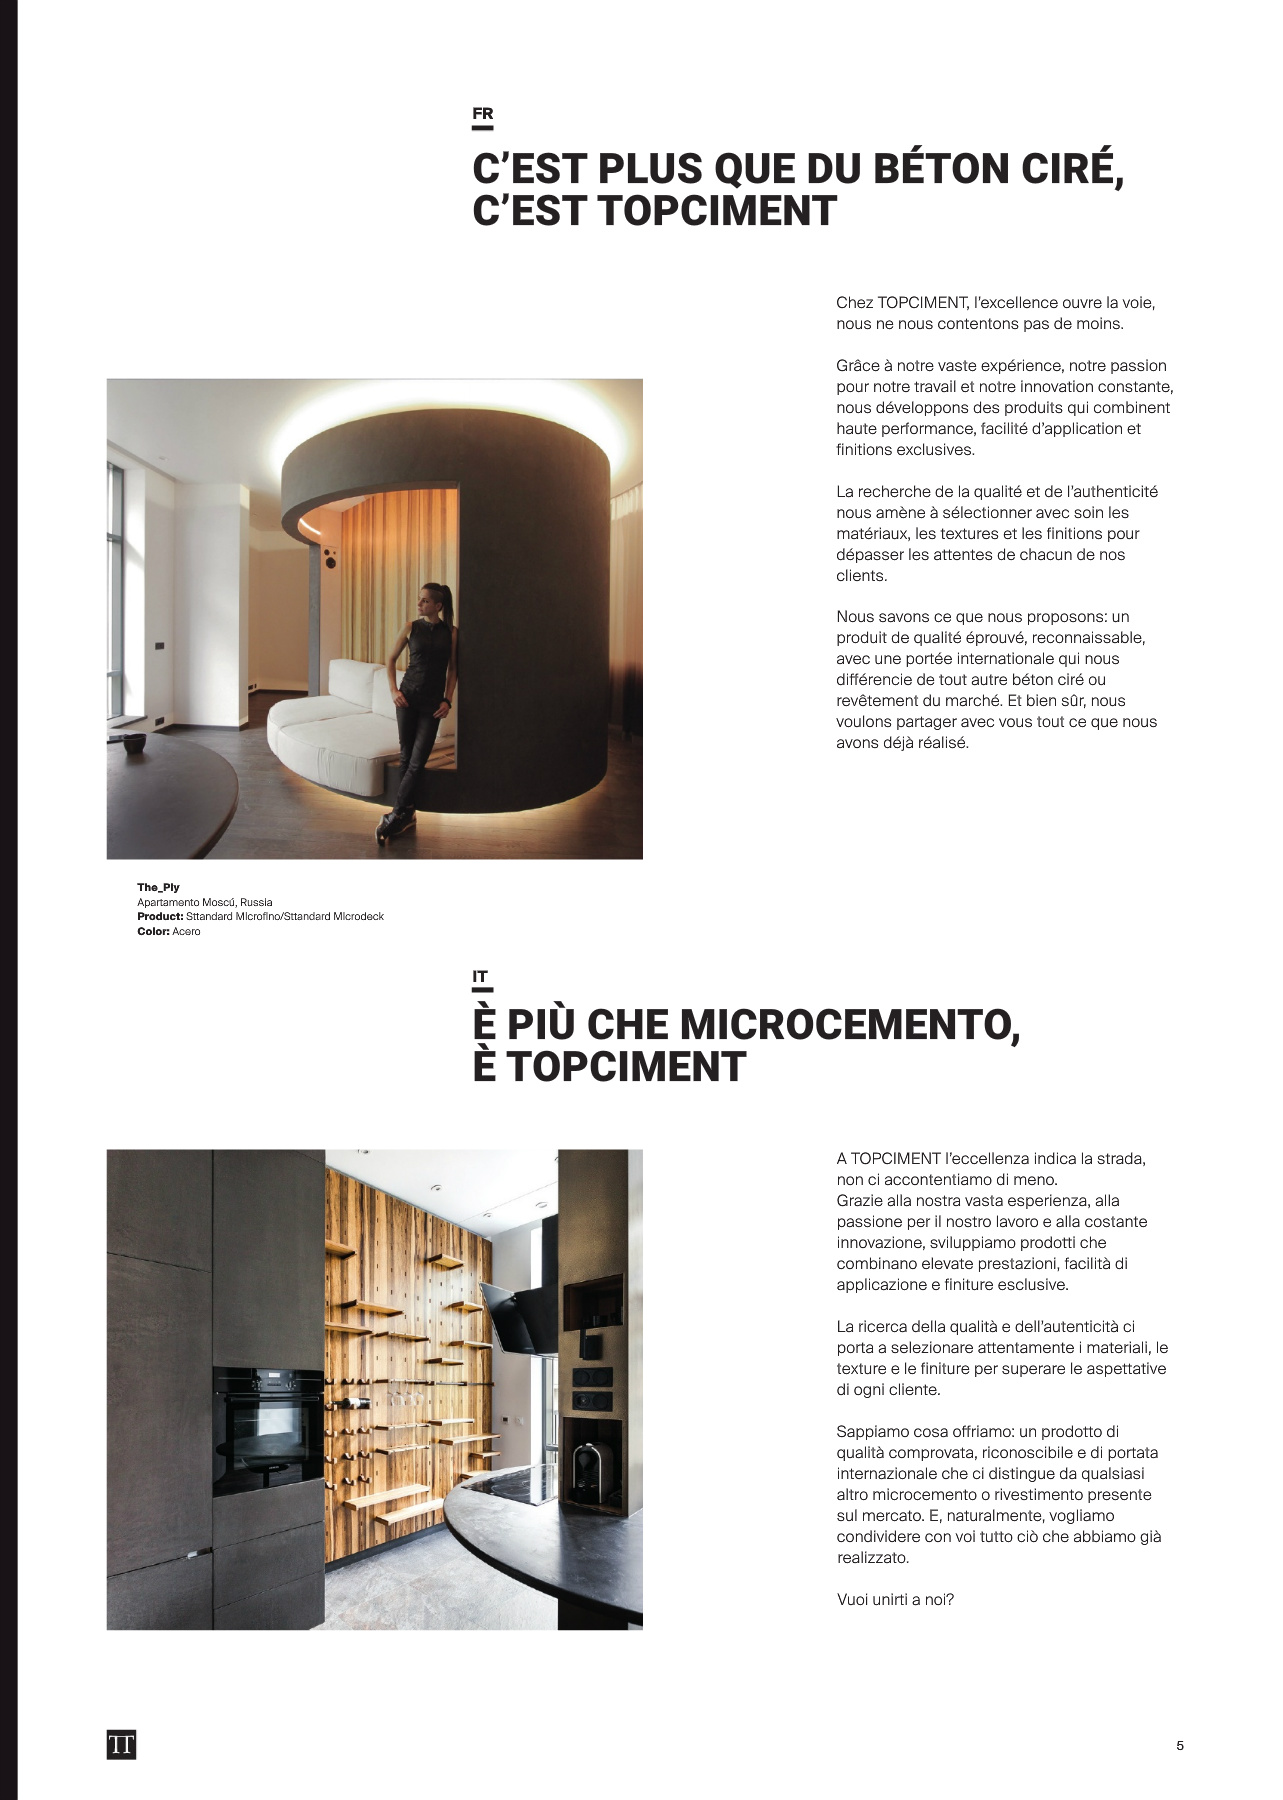 FR
C’EST PLUS QUE DU BÉTON CIRÉ,
C’EST TOPCIMENT
Chez TOPCIMENT, l’excellence ouvre la voie,
nous ne nous contentons pas de moins.
Grâce à notre vaste expérience, notre passion
pour notre travail et notre innovation constante,
nous développons des produits qui combinent
haute performance, facilité d’application et
finitions exclusives.
La recherche de la qualité et de l’authenticité
nous amène à sélectionner avec soin les
matériaux, les textures et les finitions pour
dépasser les attentes de chacun de nos
clients.
Nous savons ce que nous proposons: un
produit de qualité éprouvé, reconnaissable,
avec une portée internationale qui nous
différencie de tout autre béton ciré ou
revêtement du marché. Et bien sûr, nous
voulons partager avec vous tout ce que nous
avons déjà réalisé.
The_Ply
Apartamento Moscú, Russia
Product: Sttandard Microfino/Sttandard Microdeck
Color: Acero
IT
È PIÙ CHE MICROCEMENTO,
È TOPCIMENT
A TOPCIMENT l’eccellenza indica la strada,
non ci accontentiamo di meno.
Grazie alla nostra vasta esperienza, alla
passione per il nostro lavoro e alla costante
innovazione, sviluppiamo prodotti che
combinano elevate prestazioni, facilità di
applicazione e finiture esclusive.
La ricerca della qualità e dell’autenticità ci
porta a selezionare attentamente i materiali, le
texture e le finiture per superare le aspettative
di ogni cliente.
Sappiamo cosa offriamo: un prodotto di
qualità comprovata, riconoscibile e di portata
internazionale che ci distingue da qualsiasi
altro microcemento o rivestimento presente
sul mercato. E, naturalmente, vogliamo
condividere con voi tutto ciò che abbiamo già
realizzato.
Vuoi unirti a noi?
TT
5